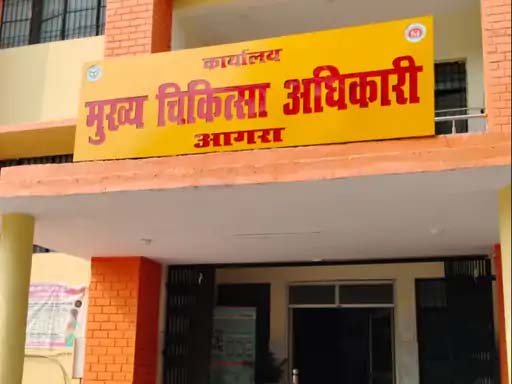 कार्यालय
मुख्य चिकित्सा अधिकारी
आगरा